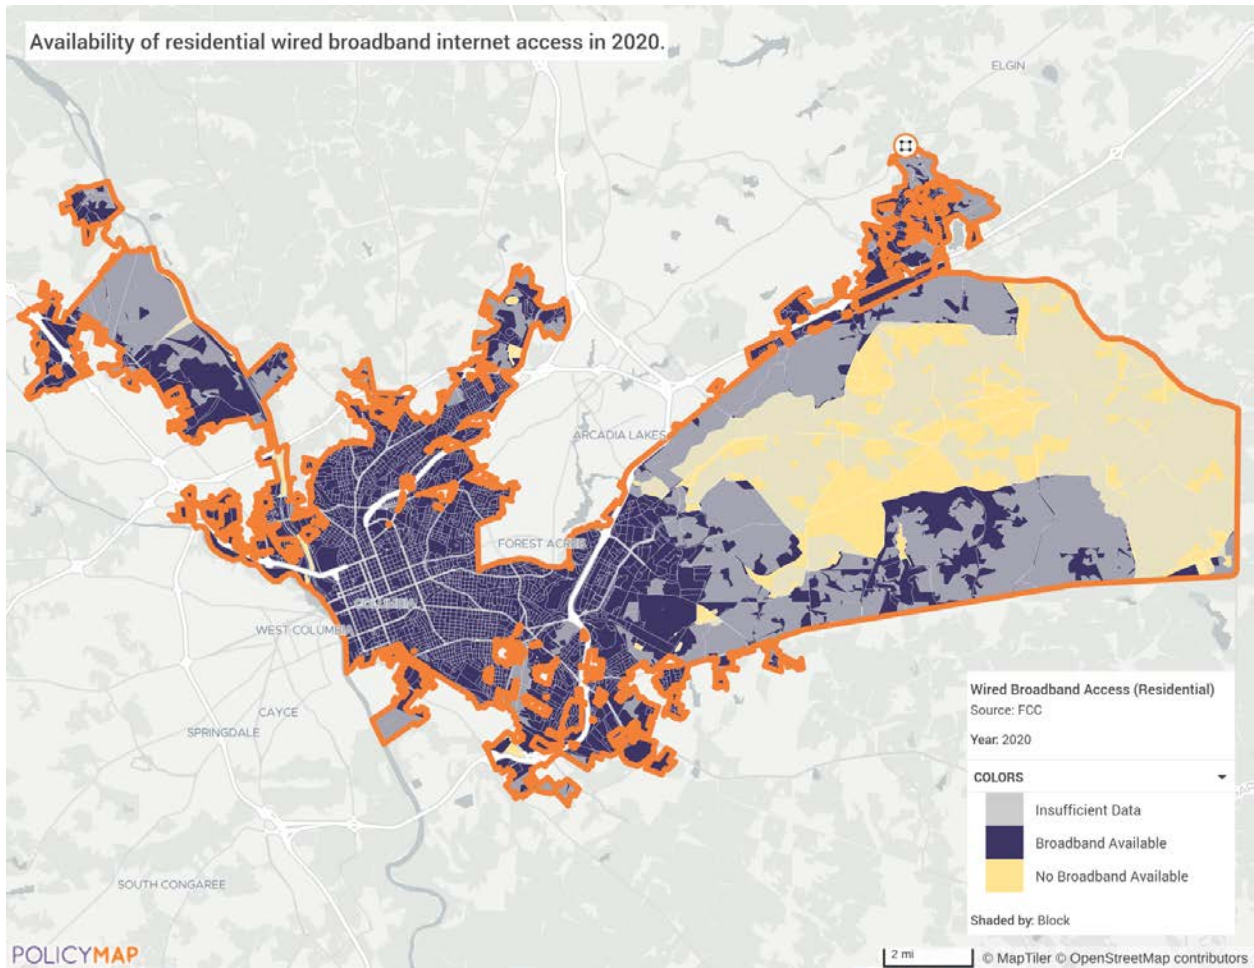 Availability of residential wired broadband internet access in 2020.
ELGIN
ARCADIA LAKES
FOREST ACRES
COLUMBIA
WEST COLUMBIA
CAYCE
SPRINGDALE
SOUTH CONGAREE
Wired Broadband Access (Residential)
Source: FCC
Year: 2020
COLORS
Insufficient Data
Broadband Available
No Broadband Available
Shaded by: Block
POLICYMAP
2 mi
© MapTiler © OpenStreetMap contributors